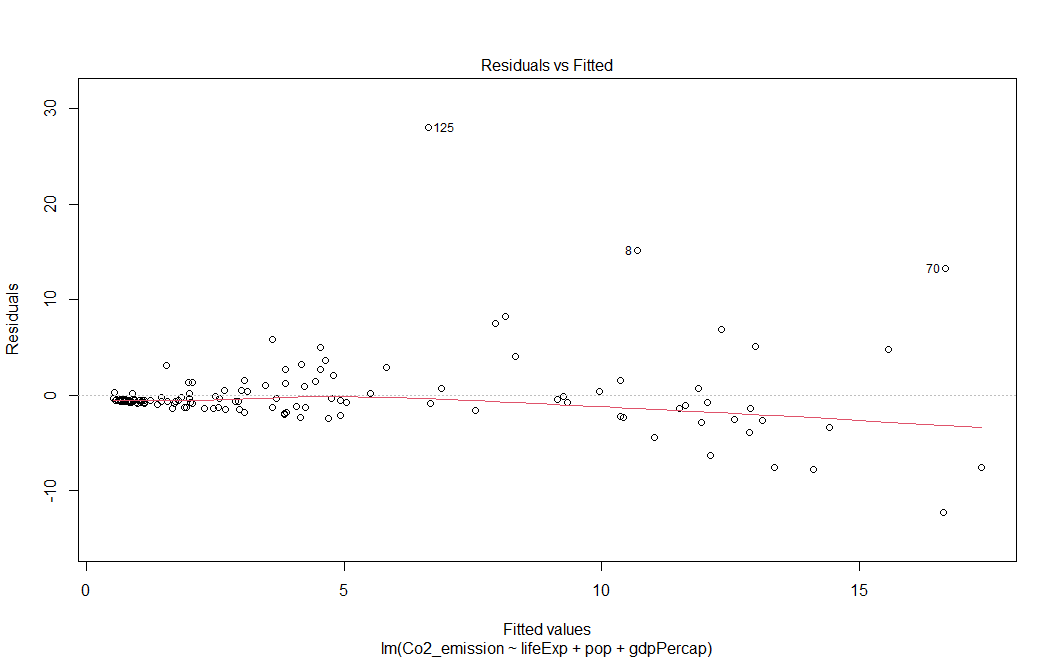 Residuals vs Fitted
30
125
20
8
70
10
0
-10
Residuals
0 5 10 15
Fitted values
lm(Co2_emission ~ lifeExp + pop + gdpPercap)